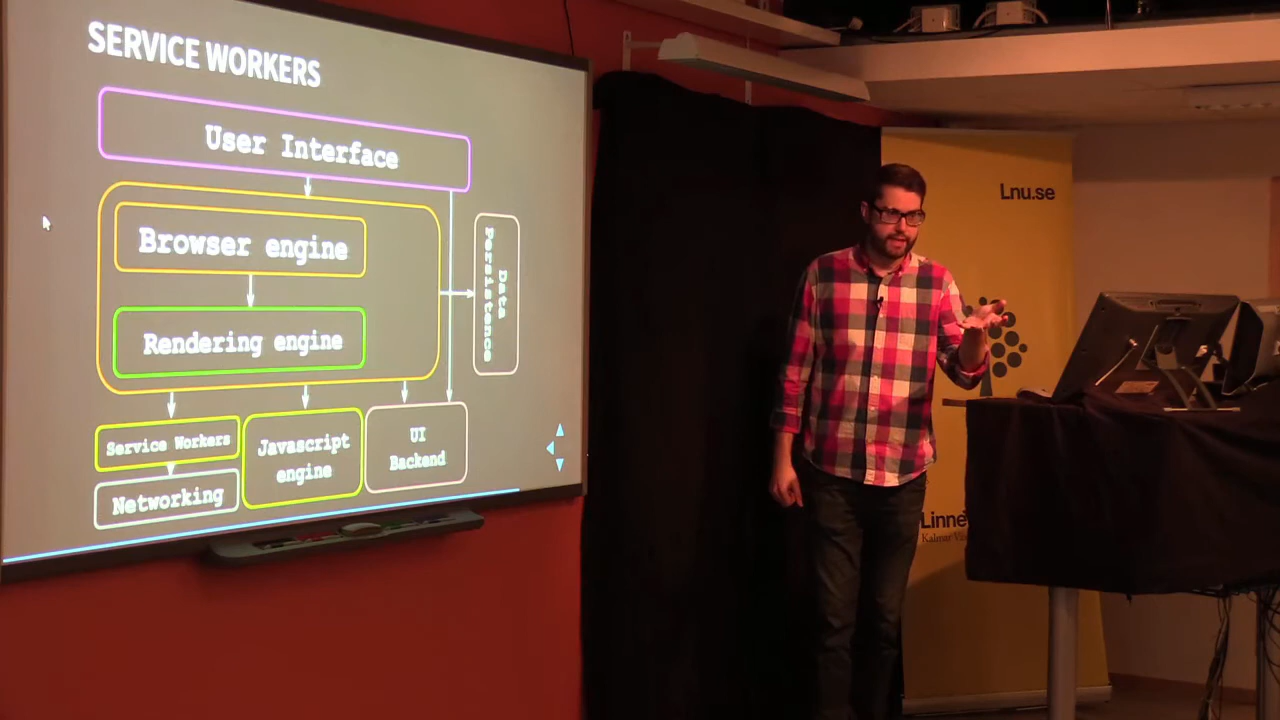 SERVICE WORKERS
User Interface
Browser engine
Rendering engine
Data
Persistence
Service Workers
Networking
Javascript
engine
UI
Backend
Lnu.se
Linné
Kalmar